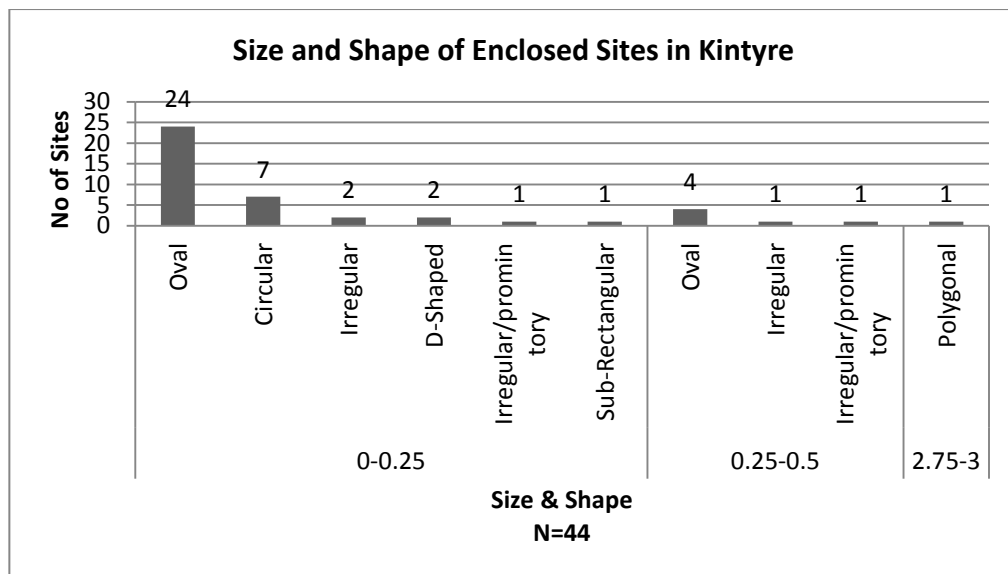 Size and Shape of Enclosed Sites in Kintyre
No of Sites
30
25
20
15
10
5
0
24
7
2
2
1
1
4
1
1
1
Oval
Circular
Irregular
D-Shaped
Irregular/promin
tory
Sub-Rectangular
Oval
Irregular
Irregular/promin
tory
Polygonal
0-0.25
0.25-0.5
2.75-3
Size & Shape
N=44